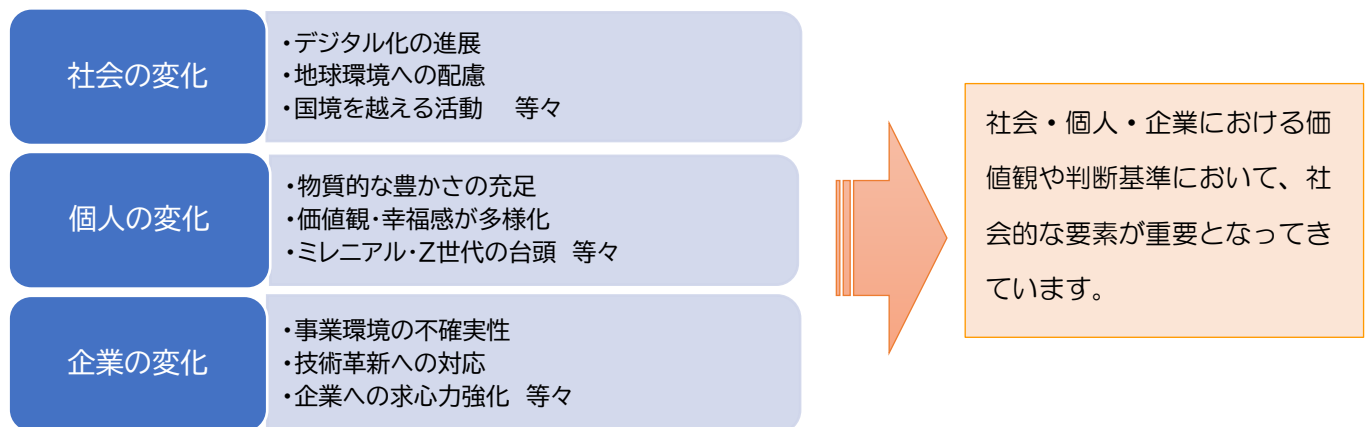 社会の変化
・デジタル化の進展
・地球環境への配慮
・国境を越える活動　等々
個人の変化
・物質的な豊かさの充足
・価値観・幸福感が多様化
・ミレニアル・Z世代の台頭　等々
企業の変化
・事業環境の不確実性
・技術革新への対応
・企業への求心力強化　等々
社会・個人・企業における価
値観や判断基準において、社
会的な要素が重要となってき
ています。